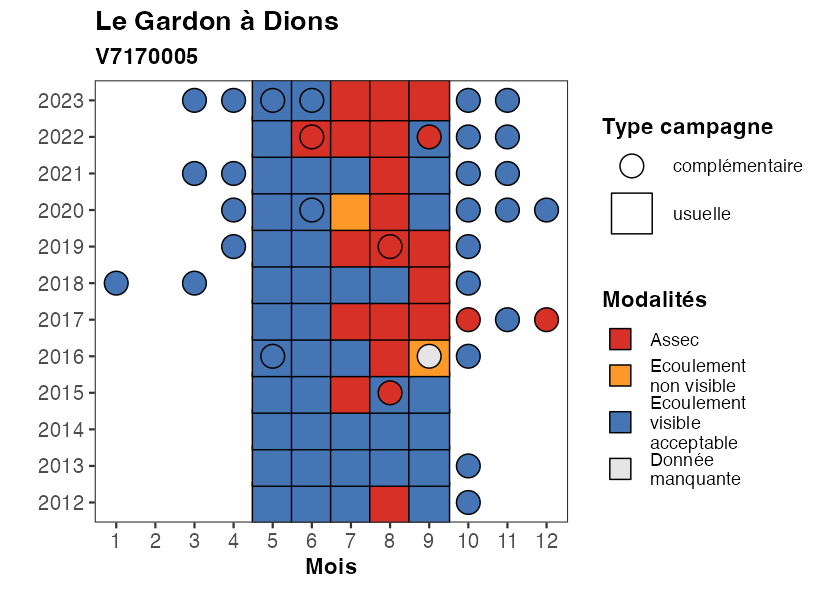 Le Gardon à Dions
V7170005
2023
2022
2021
2020
2019
2018
2017
2016
2015
2014
2013
2012
1 2 3 4 5 6 7 8 9 10 11 12
Mois
Type campagne
complémentaire
usuelle
Modalités
Assec
Ecoulement
non visible
Ecoulement
visible
acceptable
Donnée
manquante